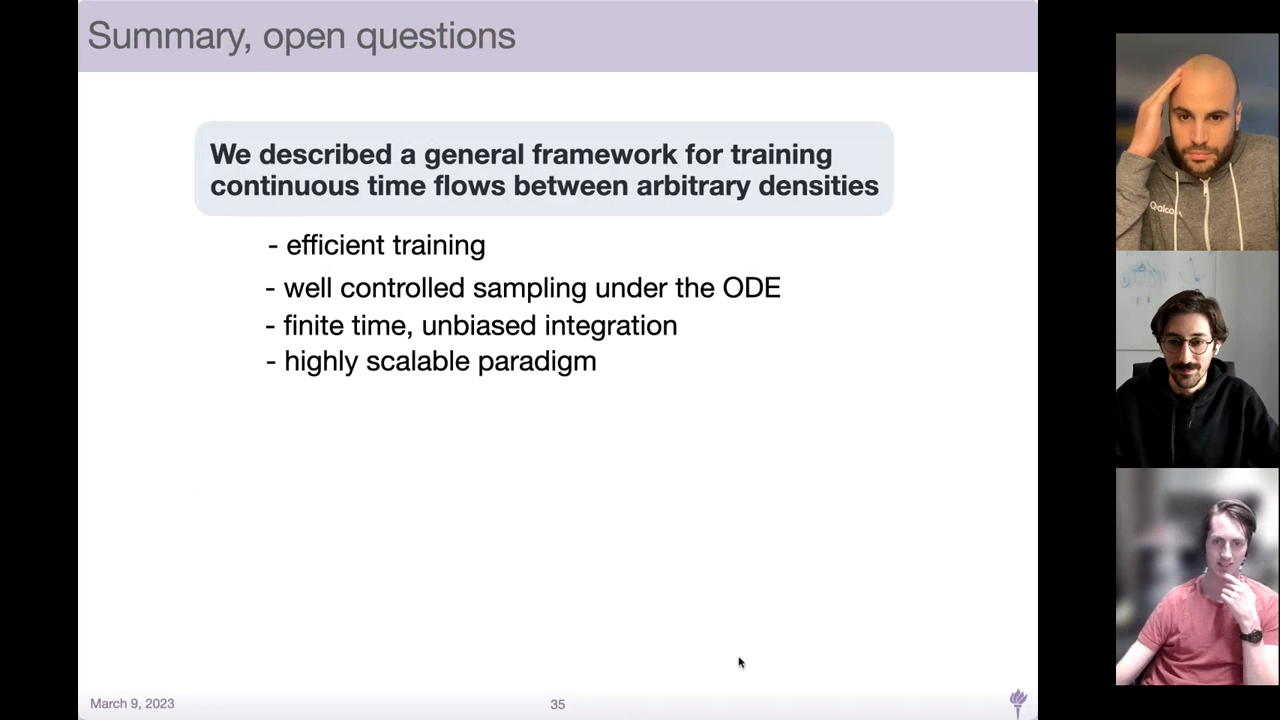 Summary, open questions
We described a general framework for training
continuous time flows between arbitrary densities
- efficient training
- well controlled sampling under the ODE
- finite time, unbiased integration
- highly scalable paradigm
March 9, 2023
35